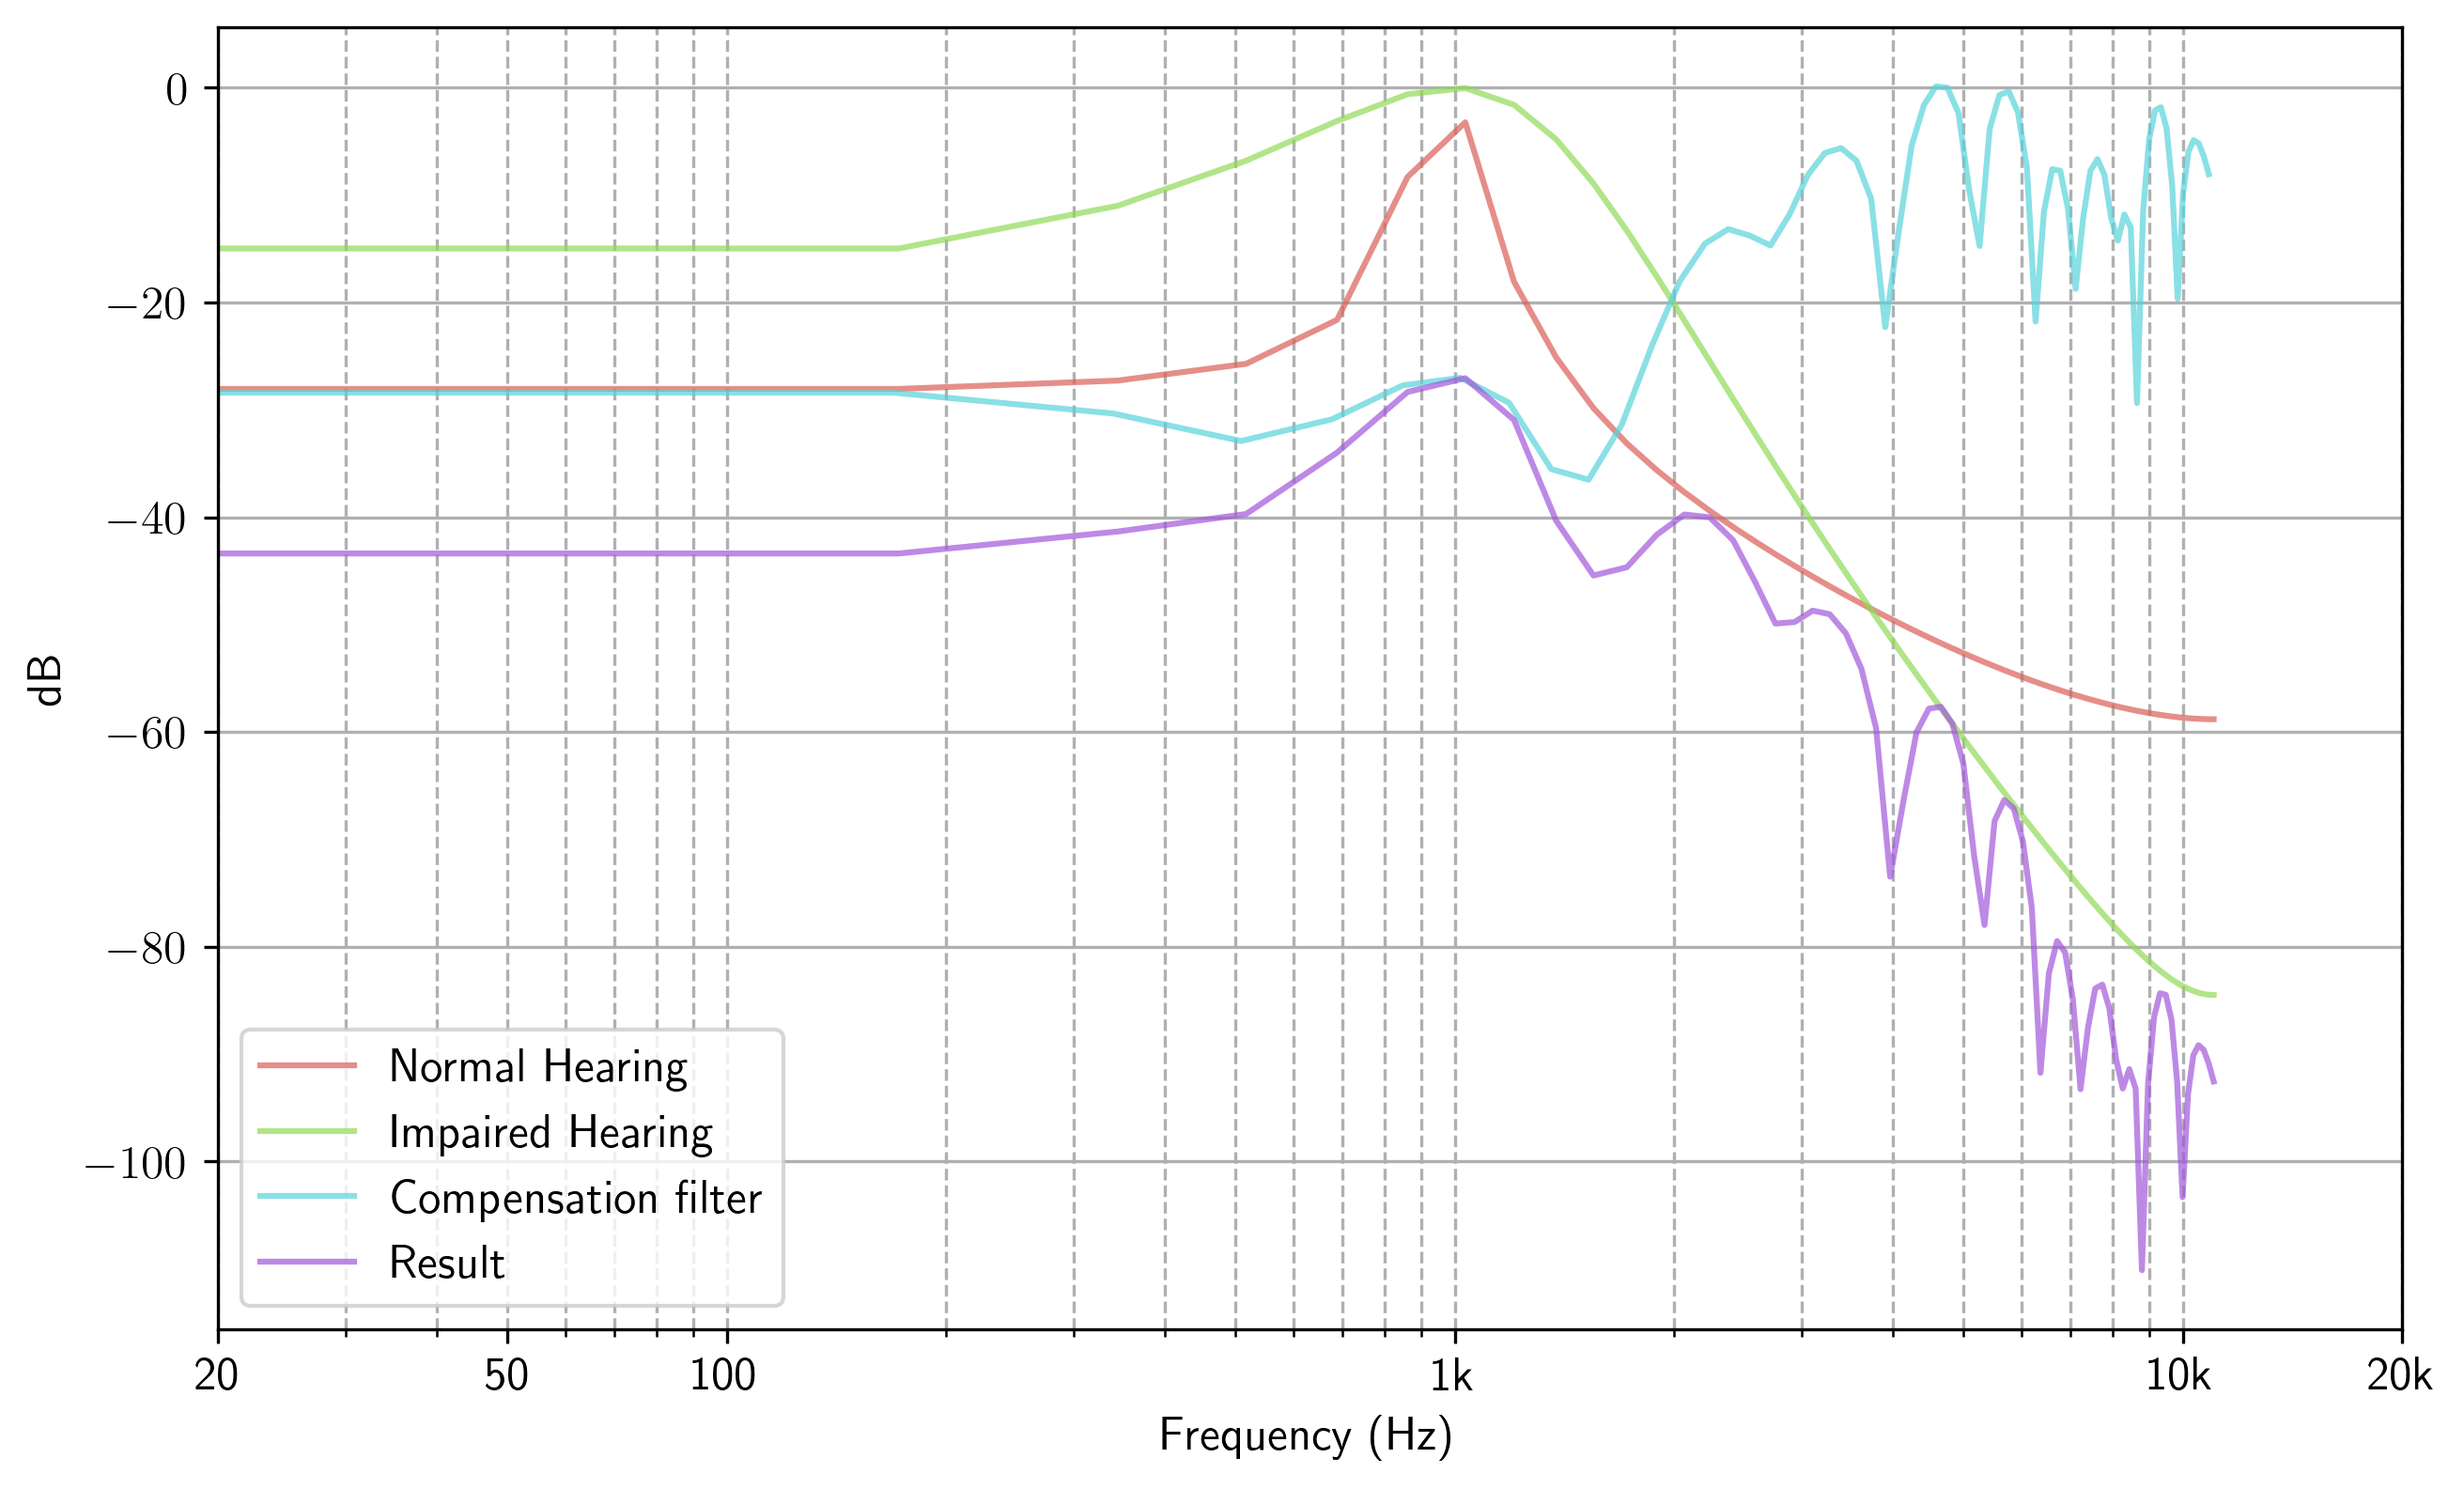 0
−20
−40
−60
−80
−100
dB
Normal Hearing
Impaired Hearing
Compensation filter
Result
20 50 100 1k 10k 20k
Frequency (Hz)